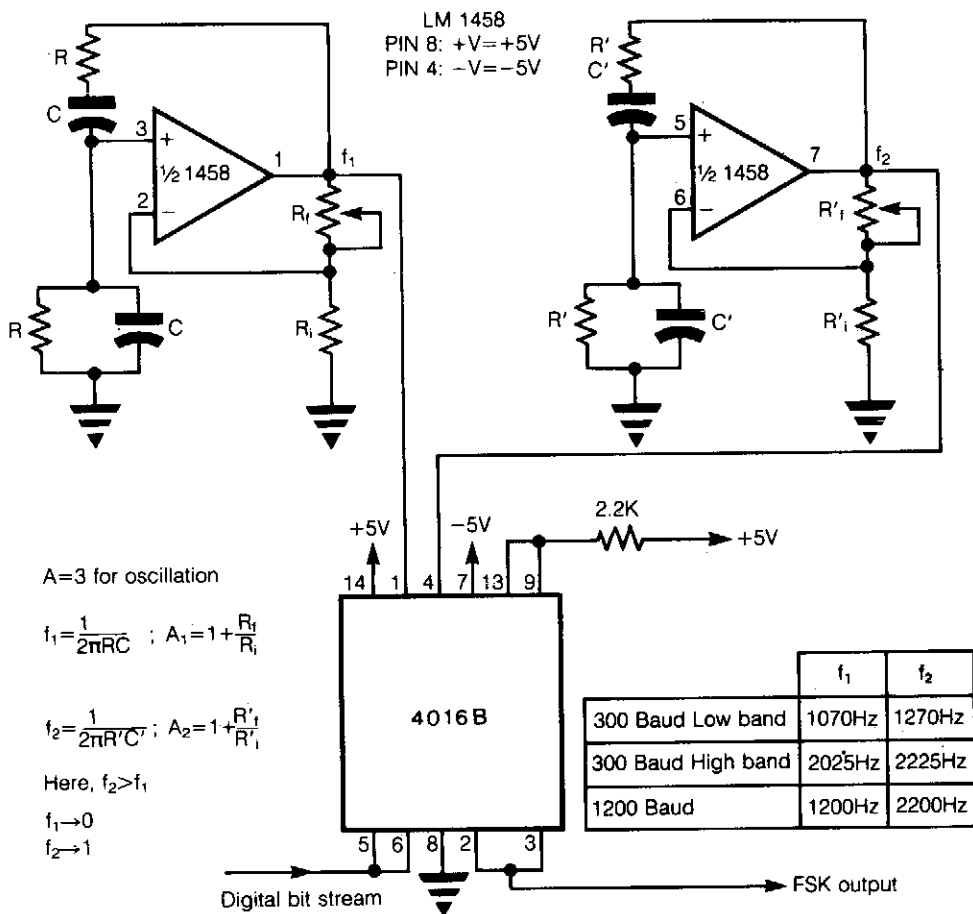 LM 1458
PIN 8: +V=+5V
PIN 4: −V=−5V
R
C
3
+
½ 1458
2
−
1
f₁
R_f
R
C
R_i
R'
C'
5
+
½ 1458
6
−
7
f₂
R'_f
R'
C'
R'_i
2.2K
+5V
+5V
−5V
14
1
4
7
13
9
4016B
5
6
8
2
3
Digital bit stream
FSK output
A=3 for oscillation
f₁=1/2πRC ; A₁=1+R_f/R_i
f₂=1/2πR'C' ; A₂=1+R'_f/R'_i
Here, f₂>f₁
f₁→0
f₂→1
f₁ f₂
300 Baud Low band 1070Hz 1270Hz
300 Baud High band 2025Hz 2225Hz
1200 Baud 1200Hz 2200Hz